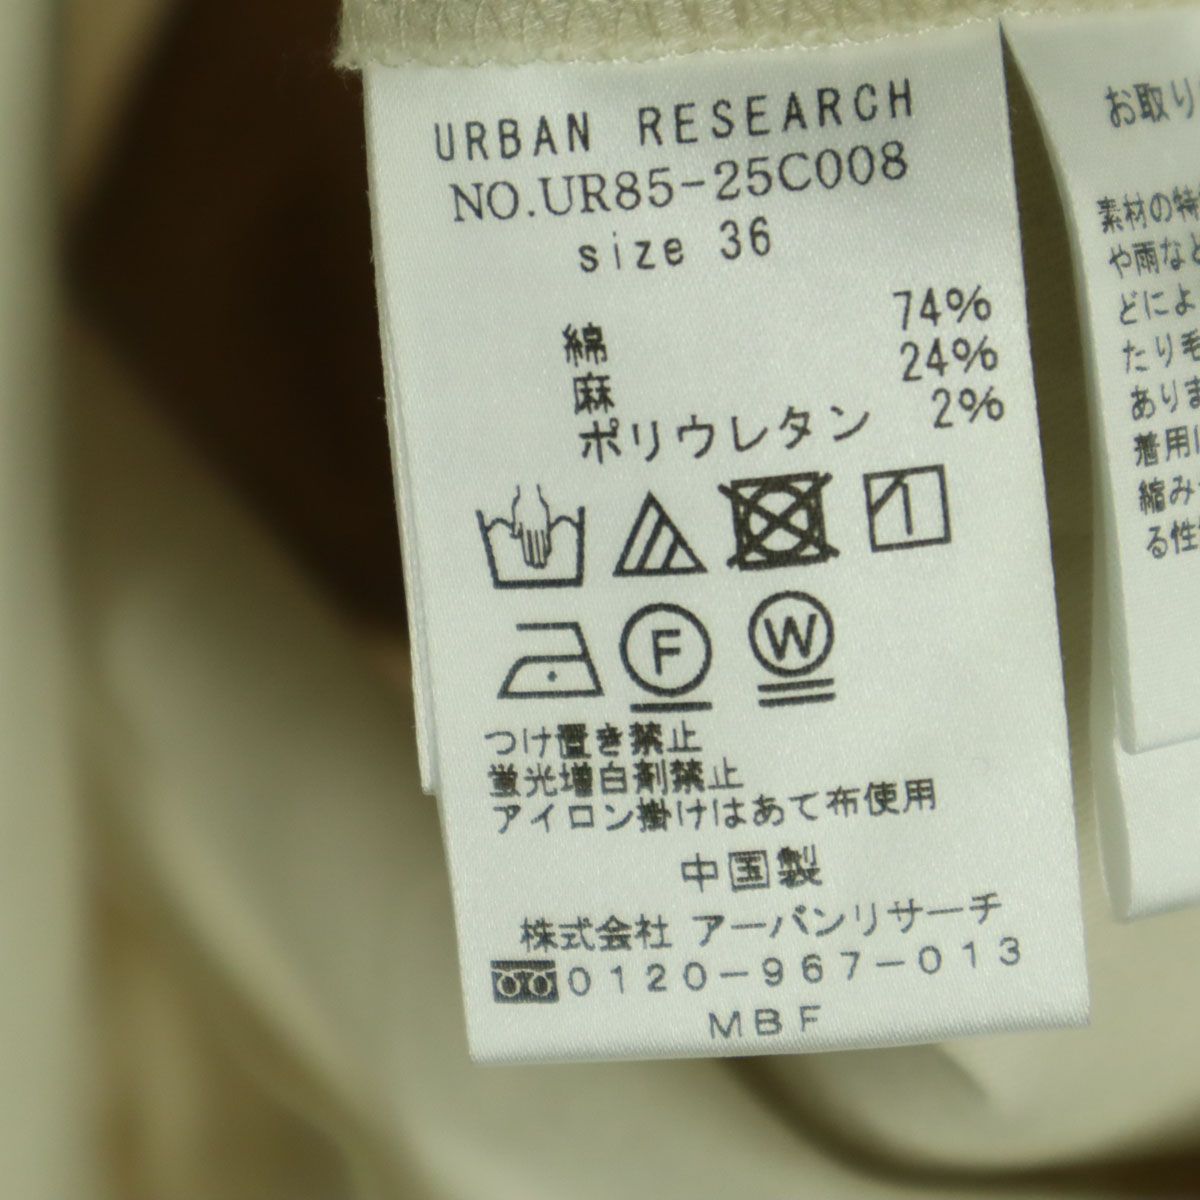 URBAN RESEARCH
NO.UR85-25C008
size 36
綿 74%
麻 24%
ポリウレタン 2%
F
W
つけ置き禁止
蛍光増白剤禁止
アイロン掛けはあて布使用
中国製
株式会社 アーバンリサーチ
0120-967-013
MBF
お取り
素材の特
や雨など
どによ
たり毛
ありま
着用
縮み
る性